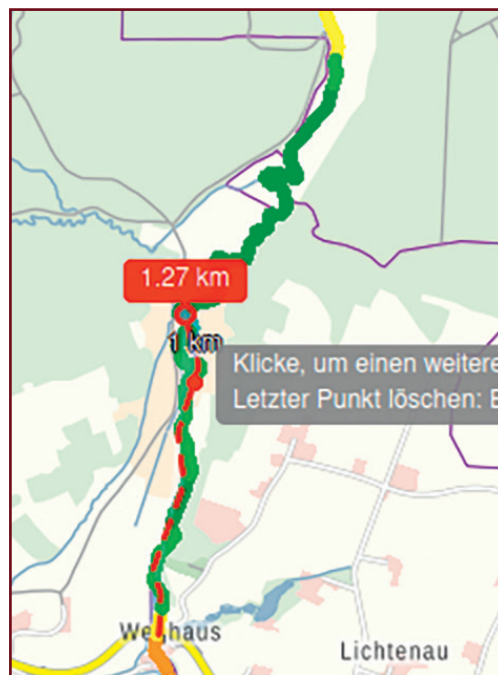 1.27 km
1 km
Klicke, um einen weitere
Letzter Punkt löschen: E
Lichtenau